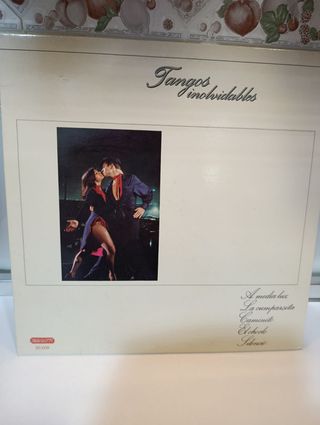 Tangos
inolvidables
A media luz
La cumparsita
Caminito
El choclo
Silencio